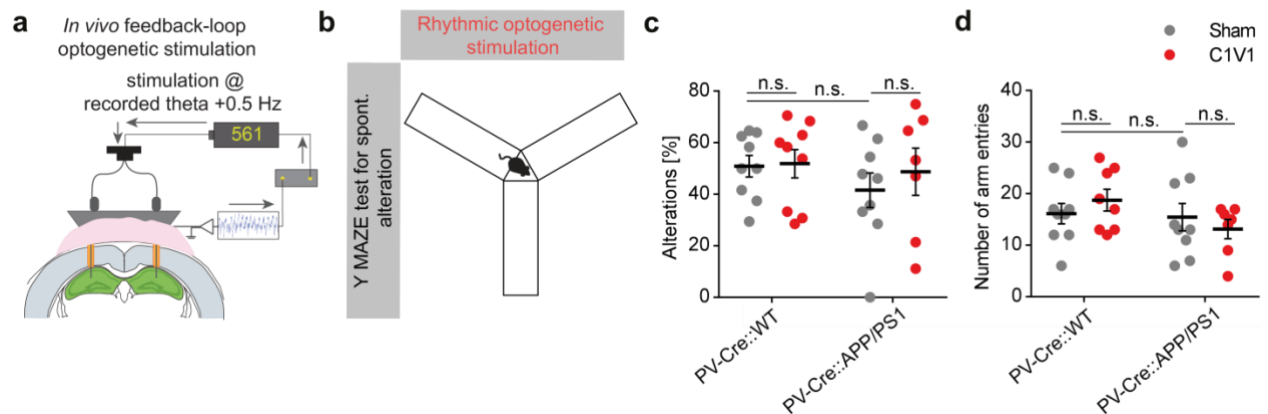 a
In vivo feedback-loop
optogenetic stimulation
stimulation @
recorded theta +0.5 Hz
561
b
Rhythmic optogenetic
stimulation
Y MAZE test for spont.
alteration
c
Alterations [%]
80
60
40
20
0
n.s.
n.s.
n.s.
PV-Cre::WT
PV-Cre::APP/PS1
d
Sham
C1V1
Number of arm entries
40
30
20
10
0
n.s.
n.s.
n.s.
PV-Cre::WT
PV-Cre::APP/PS1